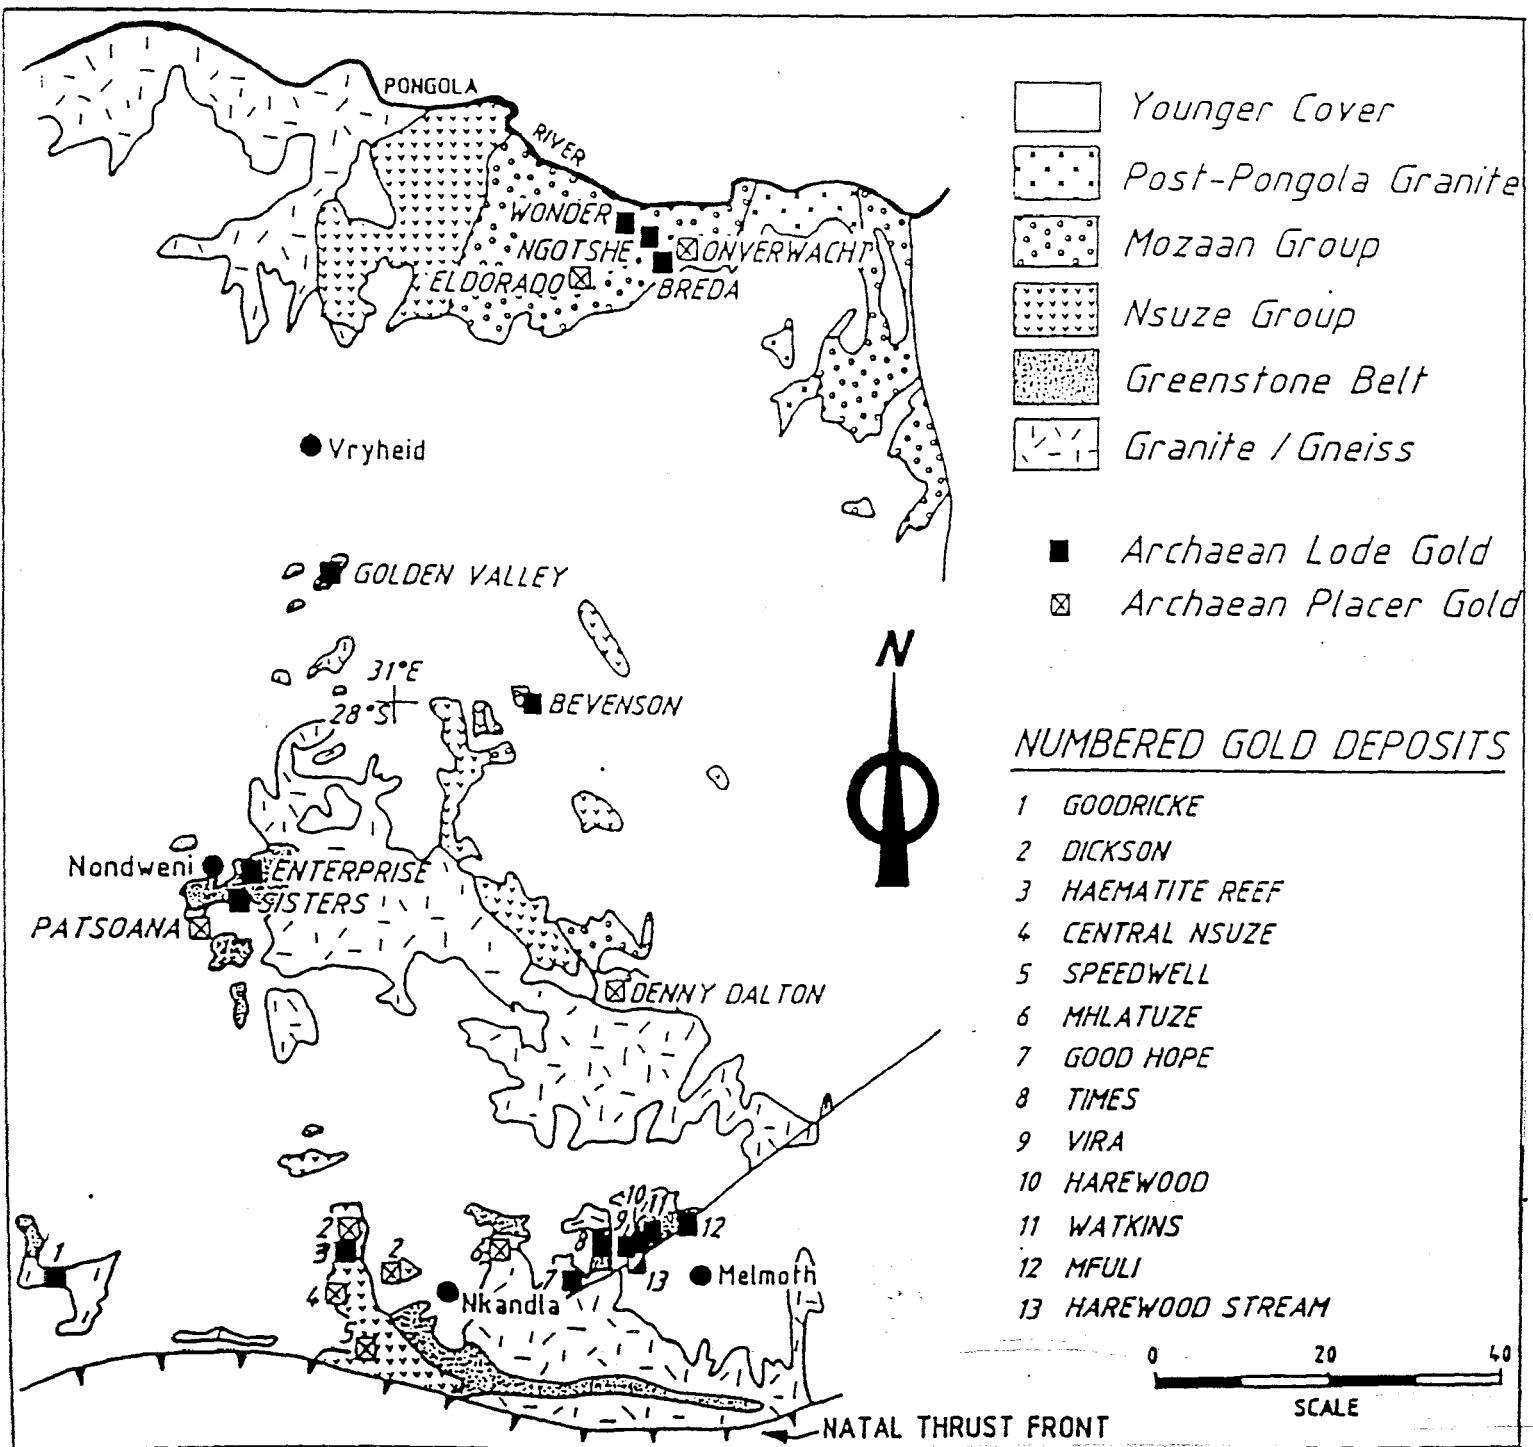 PONGOLA
RIVER
WONDER
NGOTSHE
ONVERWACHT
ELDORADO
BREDA
Vryheid
GOLDEN VALLEY
31°E
28°S
BEVENSON
Nondweni
ENTERPRISE
SISTERS
PATSOANA
DENNY DALTON
10
11
2
9
12
1
3
2
6
8
7
13
Melmoth
4
Nkandla
NATAL THRUST FRONT
Younger Cover
Post-Pongola Granite
Mozaan Group
Nsuze Group
Greenstone Belt
Granite / Gneiss
Archaean Lode Gold
Archaean Placer Gold
N
NUMBERED GOLD DEPOSITS
1 GOODRICKE
2 DICKSON
3 HAEMATITE REEF
4 CENTRAL NSUZE
5 SPEEDWELL
6 MHLATUZE
7 GOOD HOPE
8 TIMES
9 VIRA
10 HAREWOOD
11 WATKINS
12 MFULI
13 HAREWOOD STREAM
0 20 40
SCALE